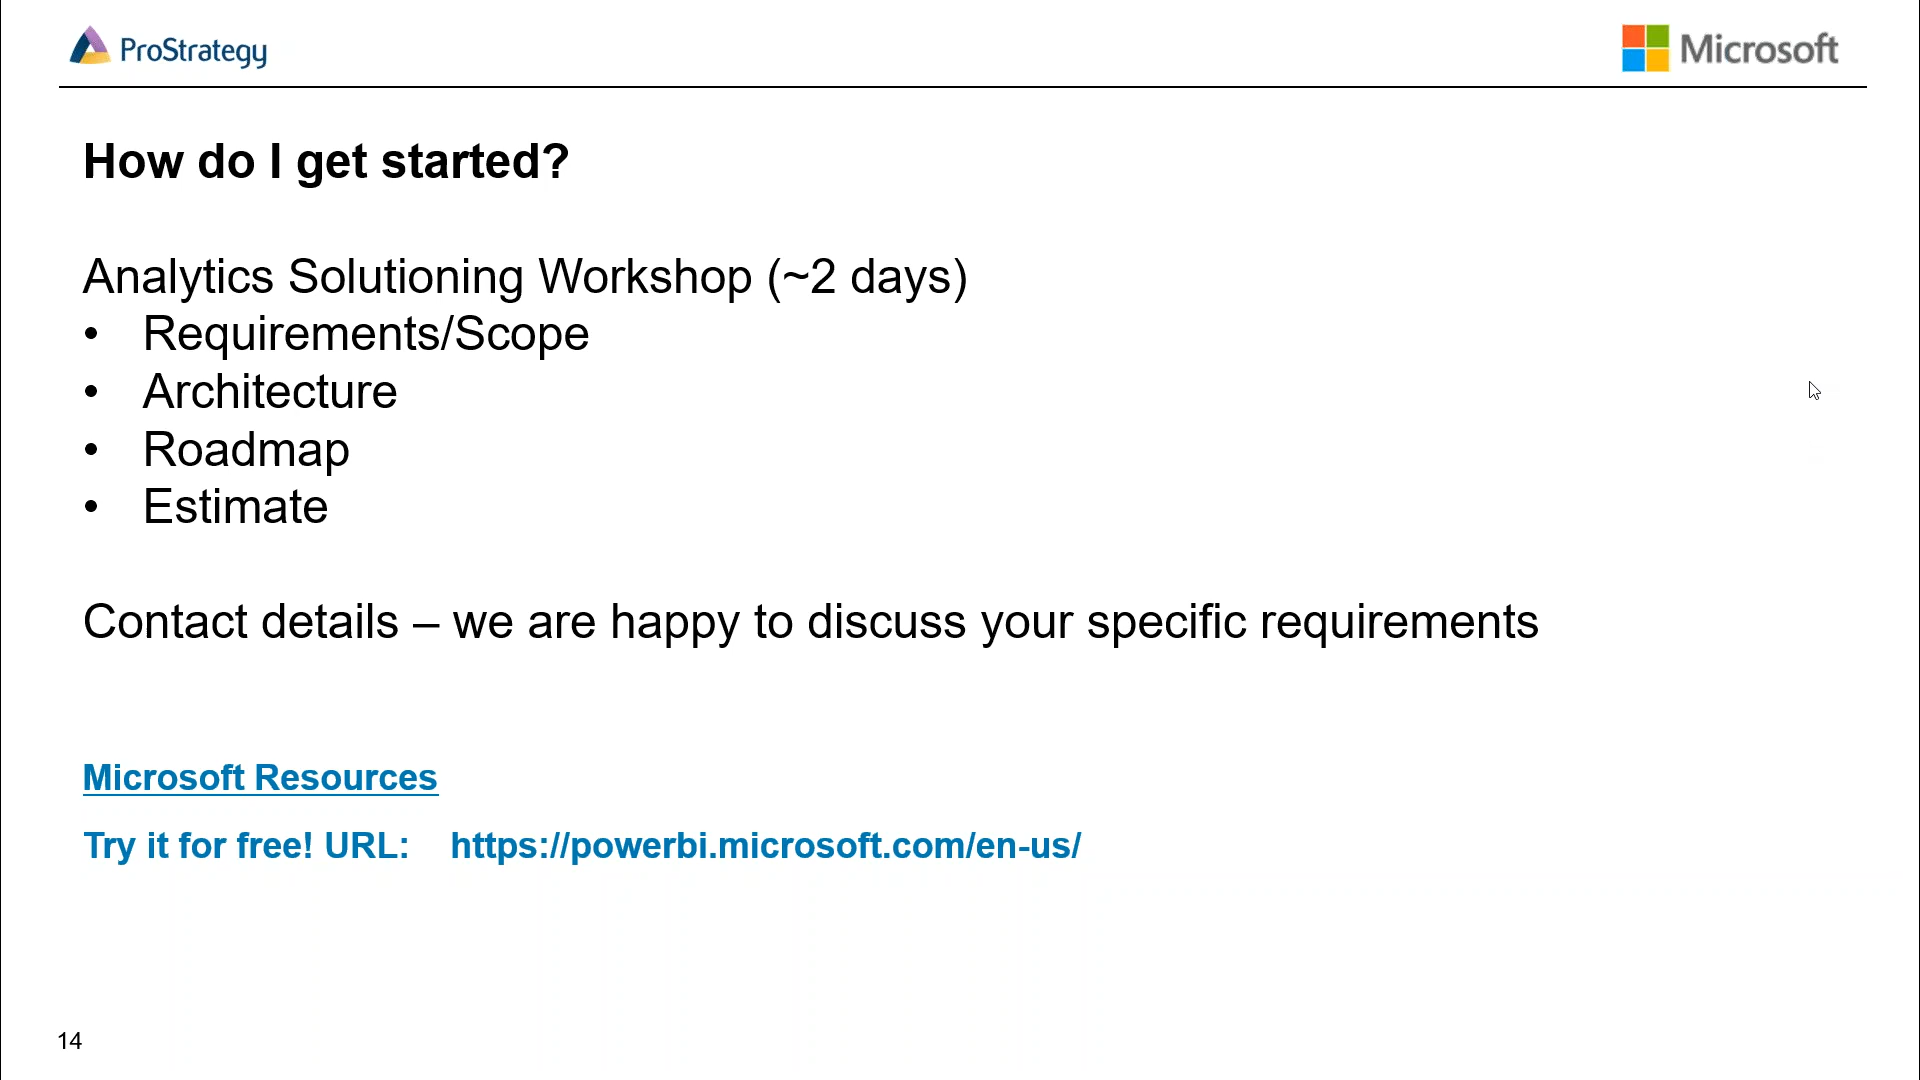 ProStrategy
Microsoft
How do I get started?
Analytics Solutioning Workshop (~2 days)
• Requirements/Scope
• Architecture
• Roadmap
• Estimate
Contact details – we are happy to discuss your specific requirements
Microsoft Resources
Try it for free! URL: https://powerbi.microsoft.com/en-us/
14